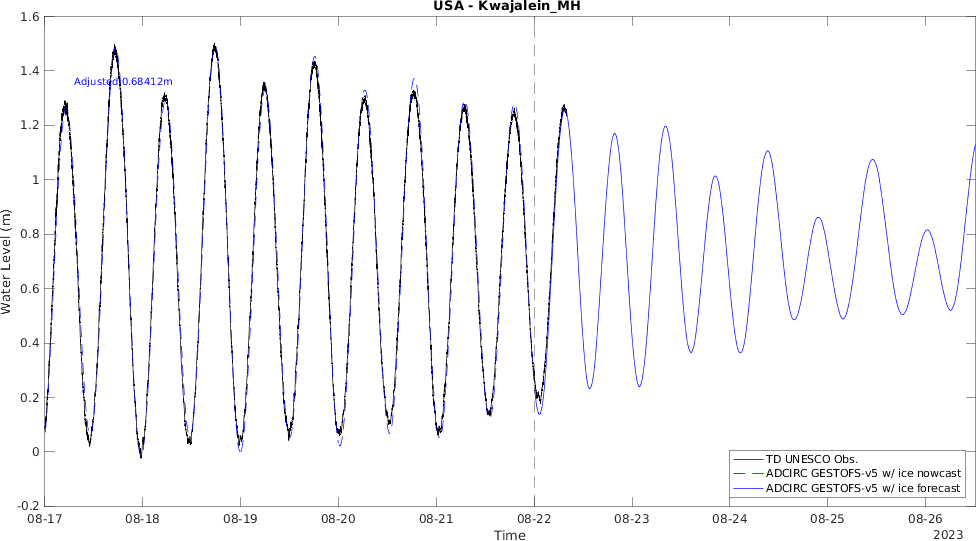 USA - Kwajalein_MH
1.6
1.4
1.2
1
0.8
0.6
0.4
0.2
0
-0.2
Water Level (m)
Adjusted 0.68412m
TD UNESCO Obs.
ADCIRC GESTOFS-v5 w/ ice nowcast
ADCIRC GESTOFS-v5 w/ ice forecast
08-17 08-18 08-19 08-20 08-21 08-22 08-23 08-24 08-25 08-26
Time
2023